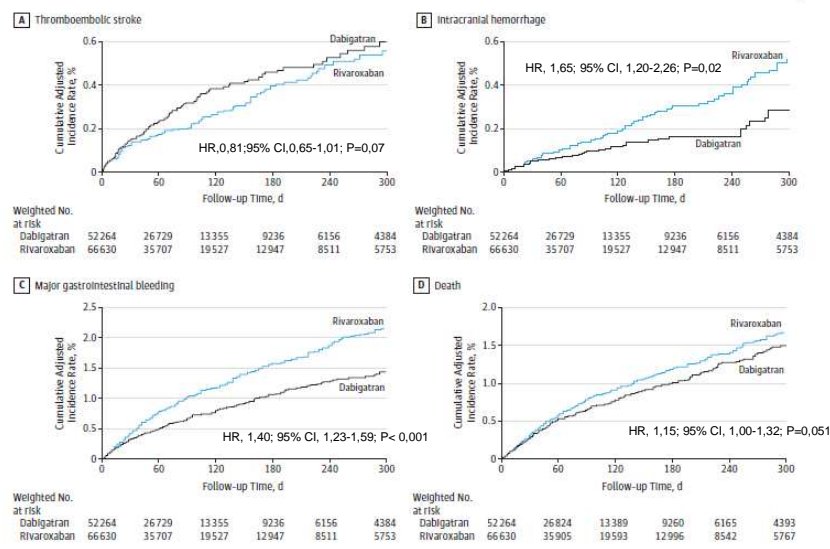 A Thromboembolic stroke
Cumulative Adjusted
Incidence Rate, %
0.6
0.4
0.2
0
Dabigatran
Rivaroxaban
HR,0,81;95% CI,0,65-1,01; P=0,07
0 60 120 180 240 300
Follow-up Time, d
Weighted No.
at risk
Dabigatran 52264 26729 13355 9236 6156 4384
Rivaroxaban 66630 35707 19527 12947 8511 5753
B Intracranial hemorrhage
Cumulative Adjusted
Incidence Rate, %
0.6
0.4
0.2
0
Rivaroxaban
HR, 1,65; 95% CI, 1,20-2,26; P=0,02
Dabigatran
0 60 120 180 240 300
Follow-up Time, d
Weighted No.
at risk
Dabigatran 52264 26729 13355 9236 6156 4384
Rivaroxaban 66630 35707 19527 12947 8511 5753
C Major gastrointestinal bleeding
Cumulative Adjusted
Incidence Rate, %
2.5
2.0
1.5
1.0
0.5
0
Rivaroxaban
Dabigatran
HR, 1,40; 95% CI, 1,23-1,59; P< 0,001
0 60 120 180 240 300
Follow-up Time, d
Weighted No.
at risk
Dabigatran 52264 26729 13355 9236 6156 4384
Rivaroxaban 66630 35707 19527 12947 8511 5753
D Death
Cumulative Adjusted
Incidence Rate, %
2.0
1.5
1.0
0.5
0
Rivaroxaban
Dabigatran
HR, 1,15; 95% CI, 1,00-1,32; P=0,051
0 60 120 180 240 300
Follow-up Time, d
Weighted No.
at risk
Dabigatran 52264 26824 13389 9260 6165 4393
Rivaroxaban 66630 35905 19593 12996 8542 5767